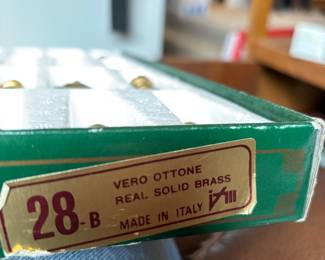 28-B
VERO OTTONE
REAL SOLID BRASS
MADE IN ITALY